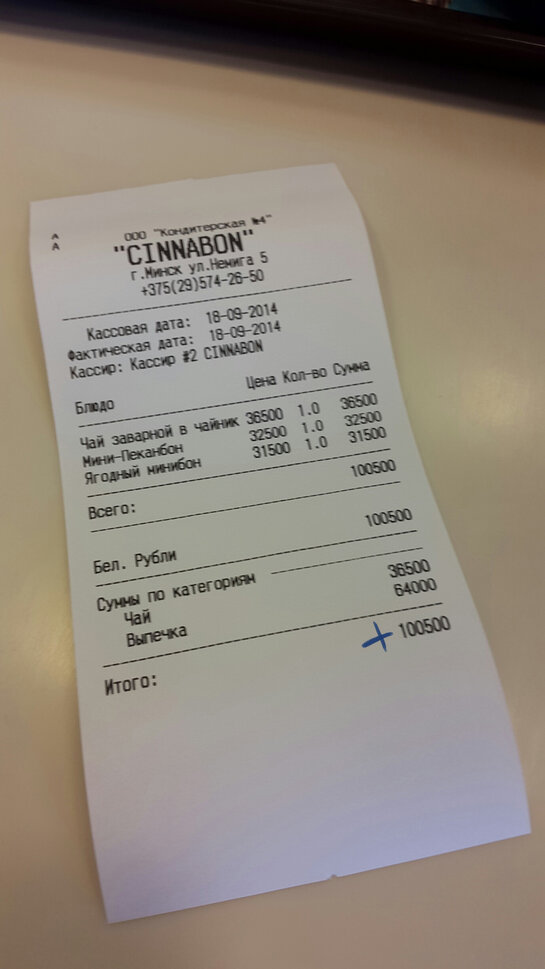 А
А
ООО "Кондитерская №4"
"CINNABON"
г.Минск ул.Немига 5
+375(29)574-26-50
Кассовая дата: 18-09-2014
Фактическая дата: 18-09-2014
Кассир: Кассир #2 CINNABON
Блюдо Цена Кол-во Сумма
Чай заварной в чайник 36500 1.0 36500
Мини-Пеканбон 32500 1.0 32500
Ягодный минибон 31500 1.0 31500
Всего: 100500
Бел. Рубли 100500
Суммы по категориям
Чай 36500
Выпечка 64000
Итого: + 100500